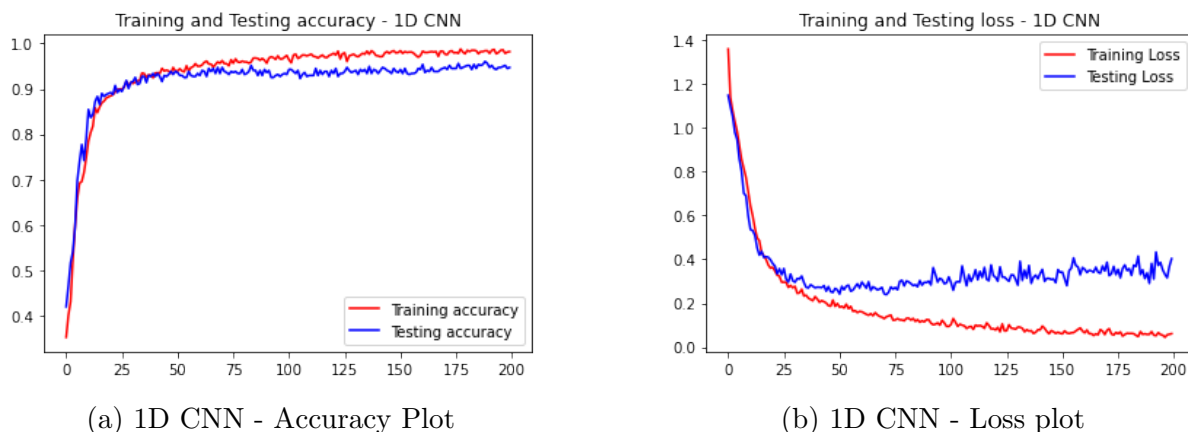 Training and Testing accuracy - 1D CNN
1.0
0.9
0.8
0.7
0.6
0.5
0.4
Training accuracy
Testing accuracy
0 25 50 75 100 125 150 175 200
(a) 1D CNN - Accuracy Plot
Training and Testing loss - 1D CNN
1.4
1.2
1.0
0.8
0.6
0.4
0.2
0.0
Training Loss
Testing Loss
0 25 50 75 100 125 150 175 200
(b) 1D CNN - Loss plot